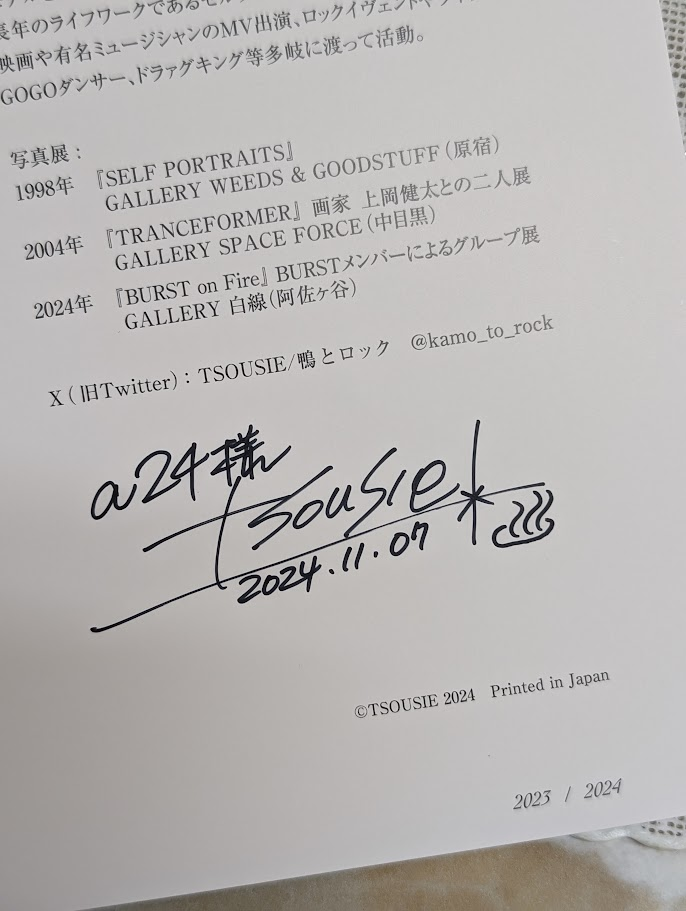 長年のライフワークである
映画や有名ミュージシャンのMV出演、ロックイヴェント
GOGOダンサー、ドラァグキング等多岐に渡って活動。
写真展：
1998年 『SELF PORTRAITS』
GALLERY WEEDS & GOODSTUFF（原宿）
2004年 『TRANCEFORMER』 画家 上岡健太との二人展
GALLERY SPACE FORCE（中目黒）
2024年 『BURST on Fire』 BURSTメンバーによるグループ展
GALLERY 白線（阿佐ヶ谷）
X（旧Twitter）：TSOUSIE/鴨とロック @kamo_to_rock
a24様
Tsousie!
2024.11.07
©TSOUSIE 2024 Printed in Japan
2023 / 2024